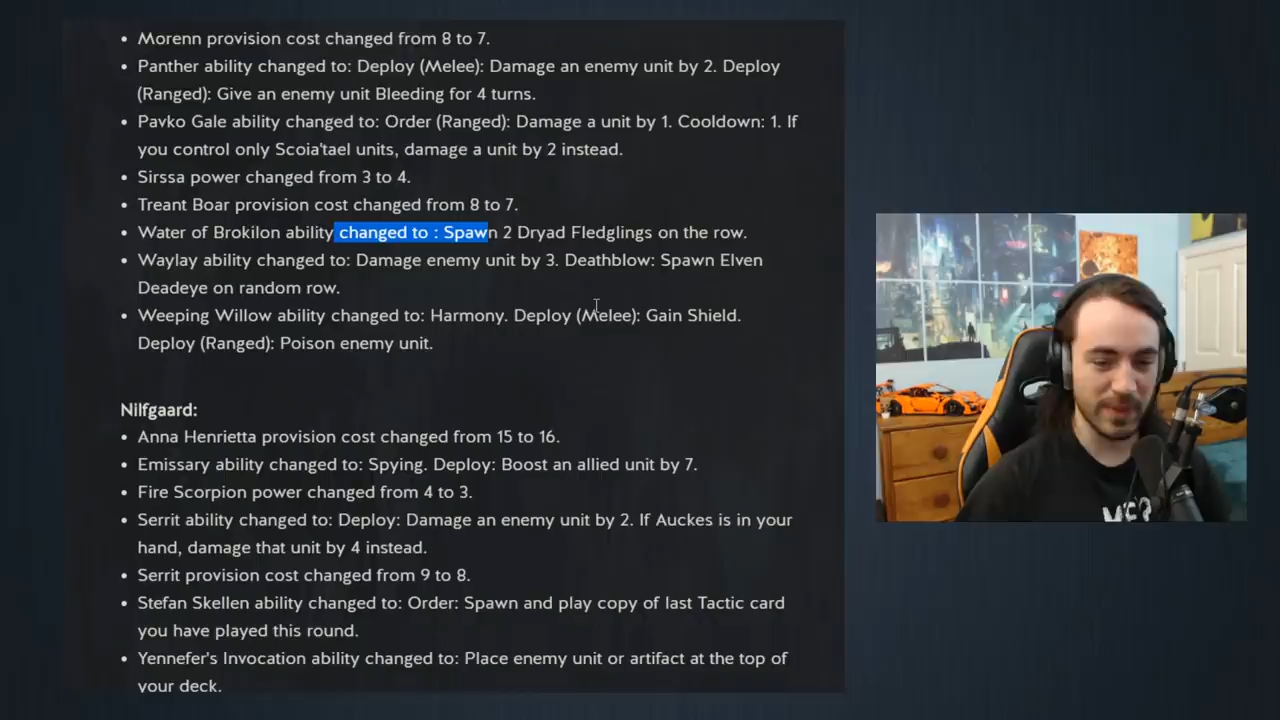 • Morenn provision cost changed from 8 to 7.
• Panther ability changed to: Deploy (Melee): Damage an enemy unit by 2. Deploy
(Ranged): Give an enemy unit Bleeding for 4 turns.
• Pavko Gale ability changed to: Order (Ranged): Damage a unit by 1. Cooldown: 1. If
you control only Scoia'tael units, damage a unit by 2 instead.
• Sirssa power changed from 3 to 4.
• Treant Boar provision cost changed from 8 to 7.
• Water of Brokilon ability changed to : Spawn 2 Dryad Fledglings on the row.
• Waylay ability changed to: Damage enemy unit by 3. Deathblow: Spawn Elven
Deadeye on random row.
• Weeping Willow ability changed to: Harmony. Deploy (Melee): Gain Shield.
Deploy (Ranged): Poison enemy unit.
Nilfgaard:
• Anna Henrietta provision cost changed from 15 to 16.
• Emissary ability changed to: Spying. Deploy: Boost an allied unit by 7.
• Fire Scorpion power changed from 4 to 3.
• Serrit ability changed to: Deploy: Damage an enemy unit by 2. If Auckes is in your
hand, damage that unit by 4 instead.
• Serrit provision cost changed from 9 to 8.
• Stefan Skellen ability changed to: Order: Spawn and play copy of last Tactic card
you have played this round.
• Yennefer's Invocation ability changed to: Place enemy unit or artifact at the top of
your deck.